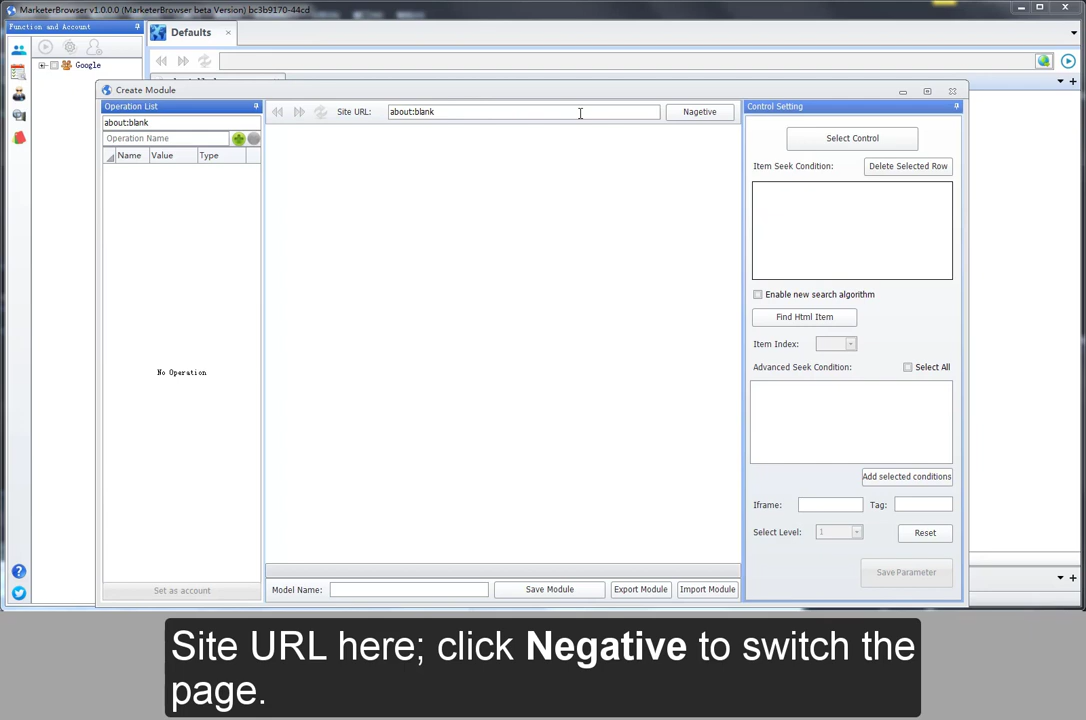 MarketerBrowser v1.0.0.0 (MarketerBrowser beta Version) bc3b9170-44cd
Function and Account
Defaults
Google
Create Module
Operation List
about:blank
Operation Name
Name Value Type
No Operation
Set as account
Site URL: about:blank Nagetive
Model Name: Save Module Export Module Import Module
Control Setting
Select Control
Item Seek Condition: Delete Selected Row
Enable new search algorithm
Find Html Item
Item Index:
Advanced Seek Condition: Select All
Add selected conditions
Iframe: Tag:
Select Level: 1 Reset
Save Parameter
Site URL here; click Negative to switch the
page.